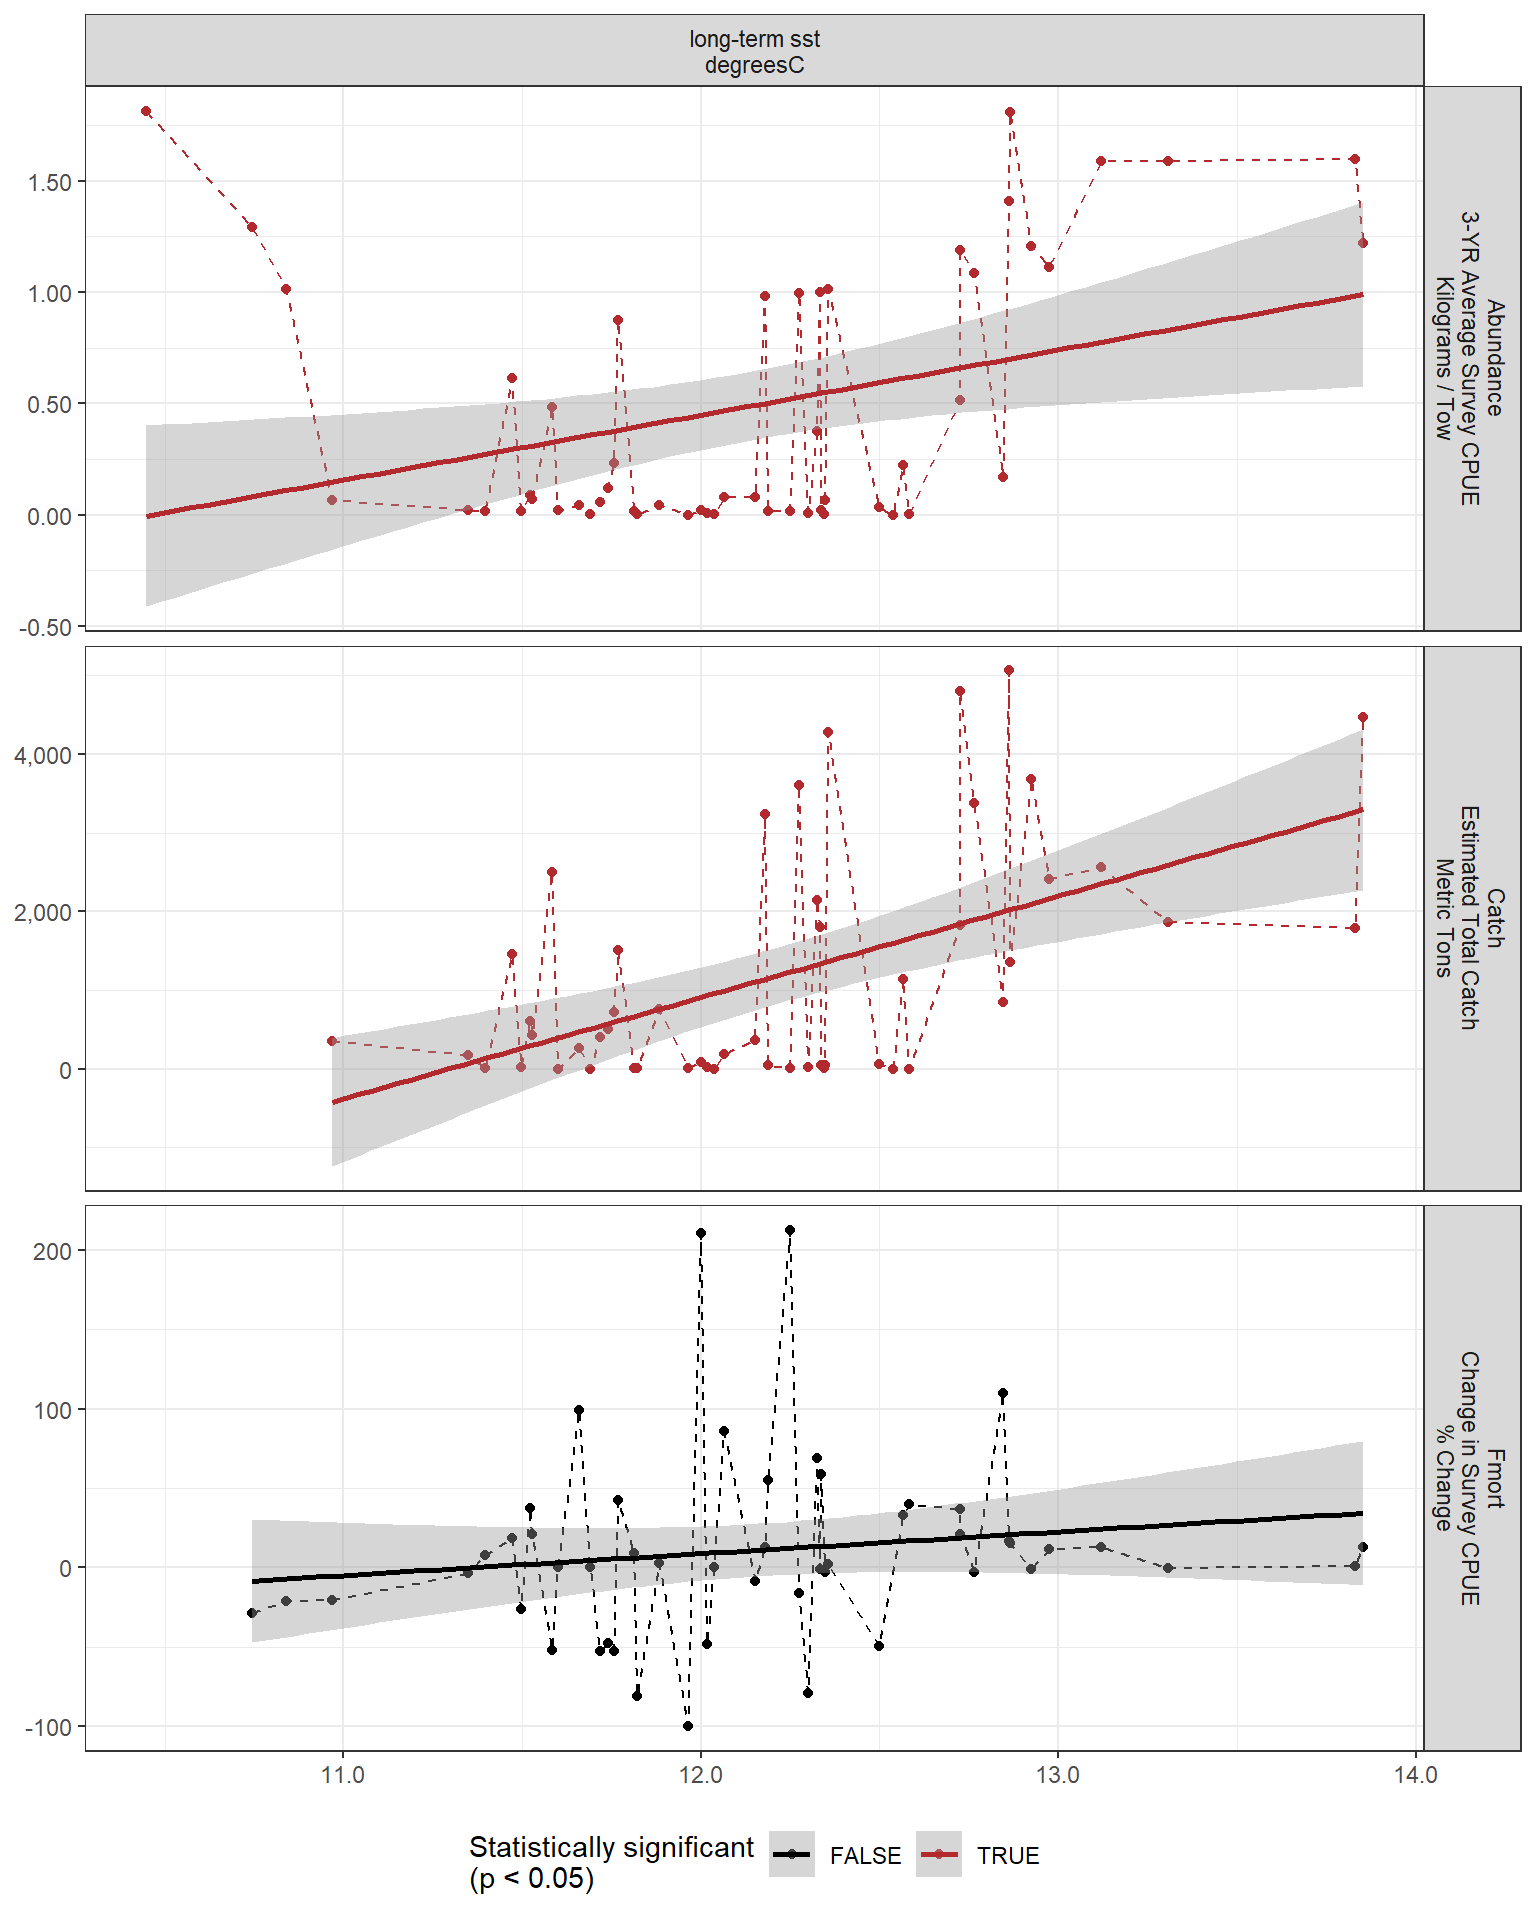 long-term sst
degreesC
1.50
1.00
0.50
0.00
-0.50
Abundance
3-YR Average Survey CPUE
Kilograms / Tow
4,000
2,000
0
Catch
Estimated Total Catch
Metric Tons
200
100
0
-100
Fmort
Change in Survey CPUE
% Change
11.0
12.0
13.0
14.0
Statistically significant
(p < 0.05)
FALSE
TRUE